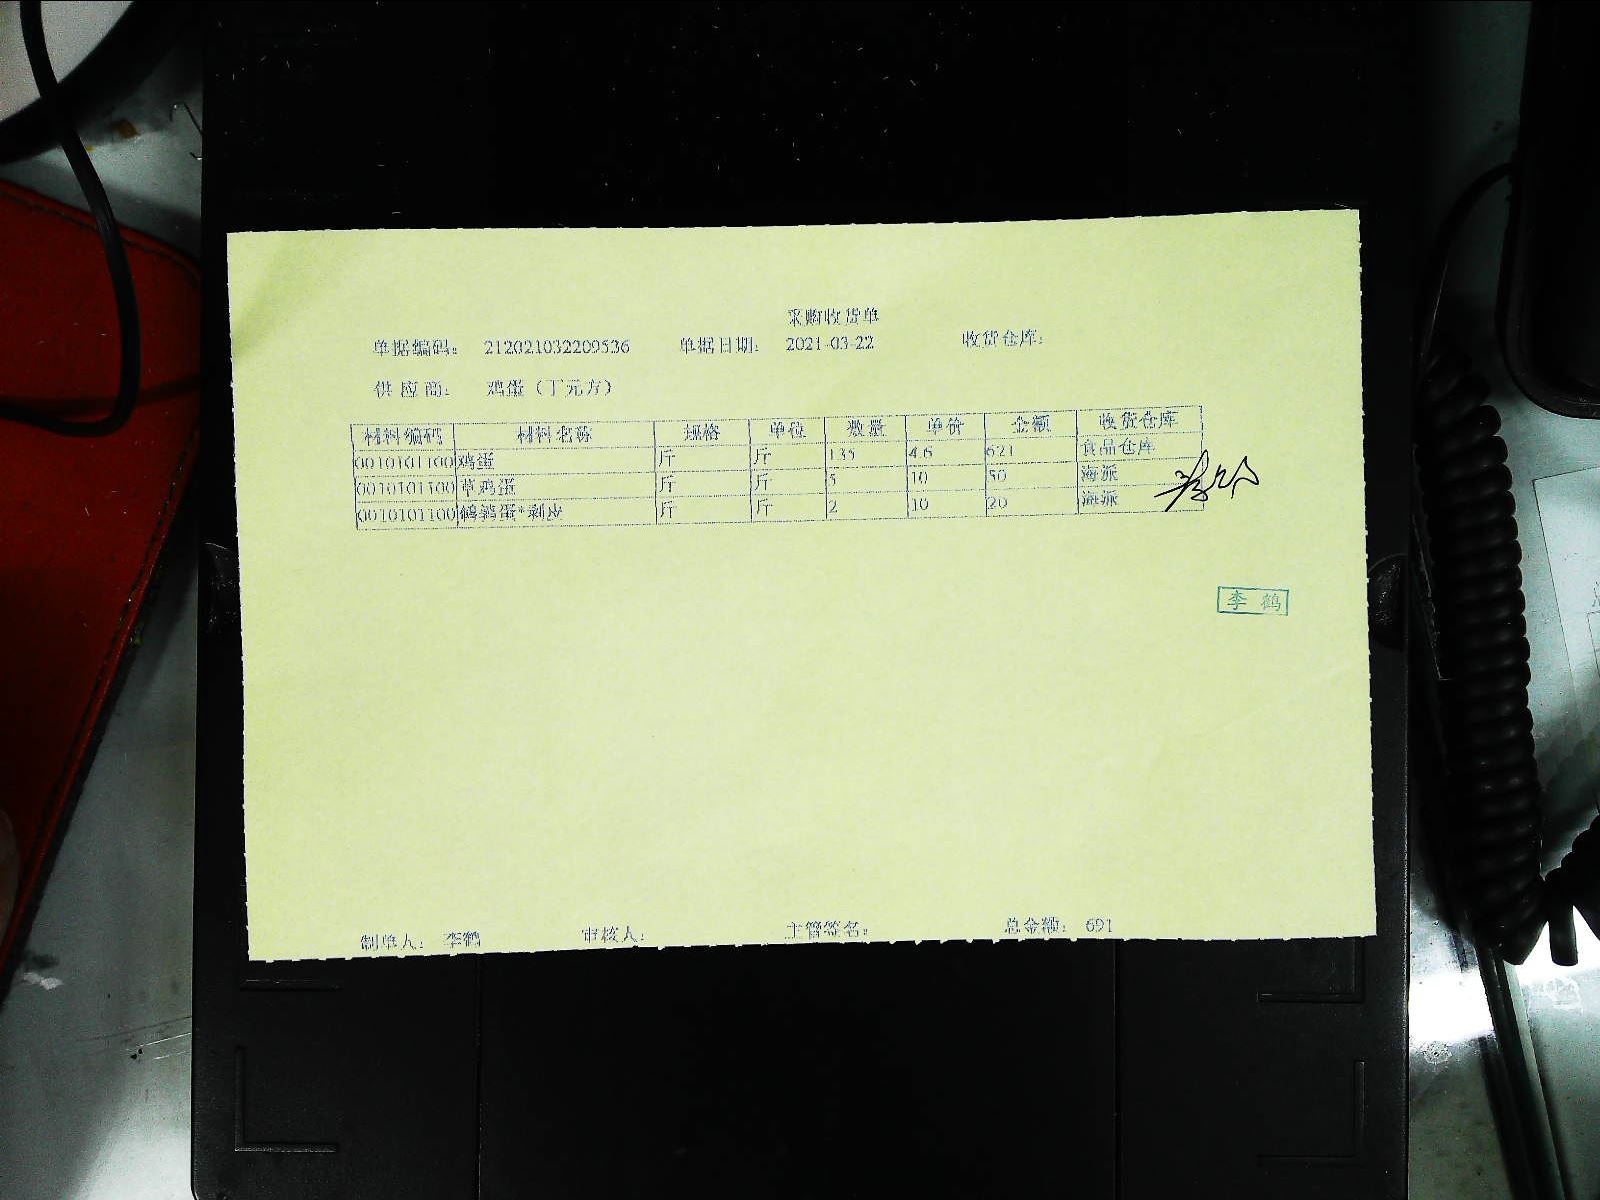 采购收货单
单据编码： 212021032209536 单据日期： 2021-03-22 收货仓库：
供 应 商： 鸡蛋（丁元方）
材料编码 材料名称 规格 单位 数量 单价 金额 收货仓库
0010101100 鸡蛋 斤 斤 135 4.6 621 食品仓库
0010101100 草鸡蛋 斤 斤 5 10 50 海派
0010101100 鹌鹑蛋*剥壳 斤 斤 2 10 20 海派
李 鹤
制单人： 李鹤 审核人： 主管签名： 总金额： 691